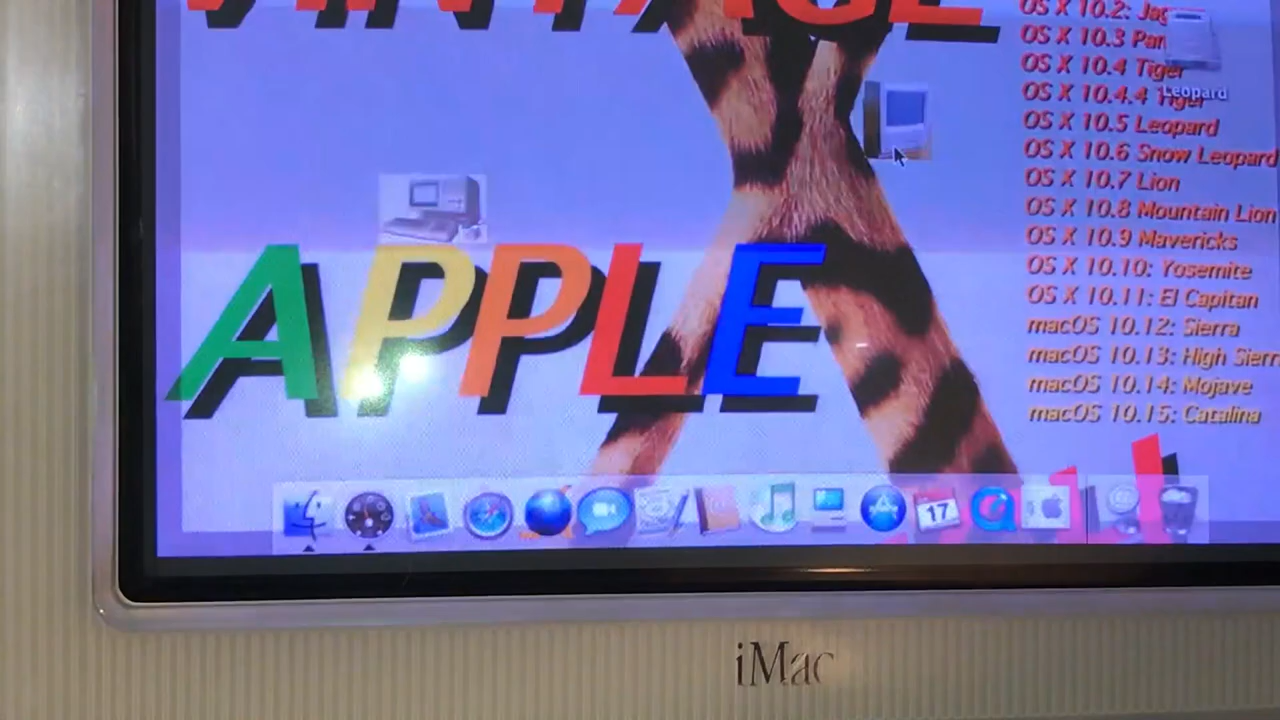 VINTAGE
OS X 10.2: Jag
OS X 10.3 Pan
OS X 10.4 Tiger
OS X 10.4.4 Tiger
Leopard
OS X 10.5 Leopard
OS X 10.6 Snow Leopard
OS X 10.7 Lion
OS X 10.8 Mountain Lion
OS X 10.9 Mavericks
OS X 10.10: Yosemite
OS X 10.11: El Capitan
macOS 10.12: Sierra
macOS 10.13: High Sierr
macOS 10.14: Mojave
macOS 10.15: Catalina
APPLE
17
iMac